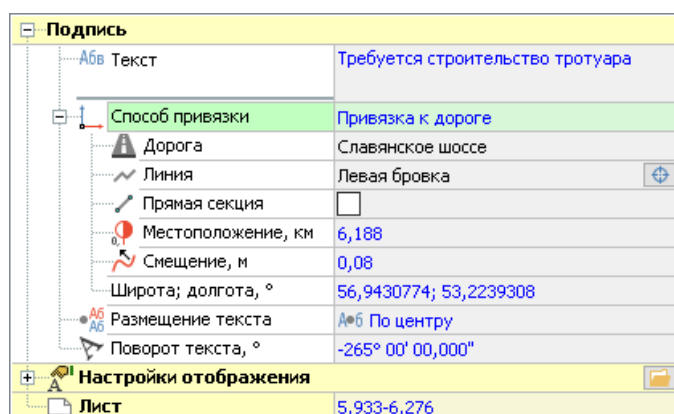 Подпись
Абв Текст Требуется строительство тротуара
Способ привязки Привязка к дороге
Дорога Славянское шоссе
Линия Левая бровка
Прямая секция
0,1 Местоположение, км 6,188
Смещение, м 0,08
Широта; долгота, ° 56,9430774; 53,2239308
Аб Аб Размещение текста А•б По центру
Поворот текста, ° -265° 00' 00,000"
А Настройки отображения
Лист 5,933-6,276